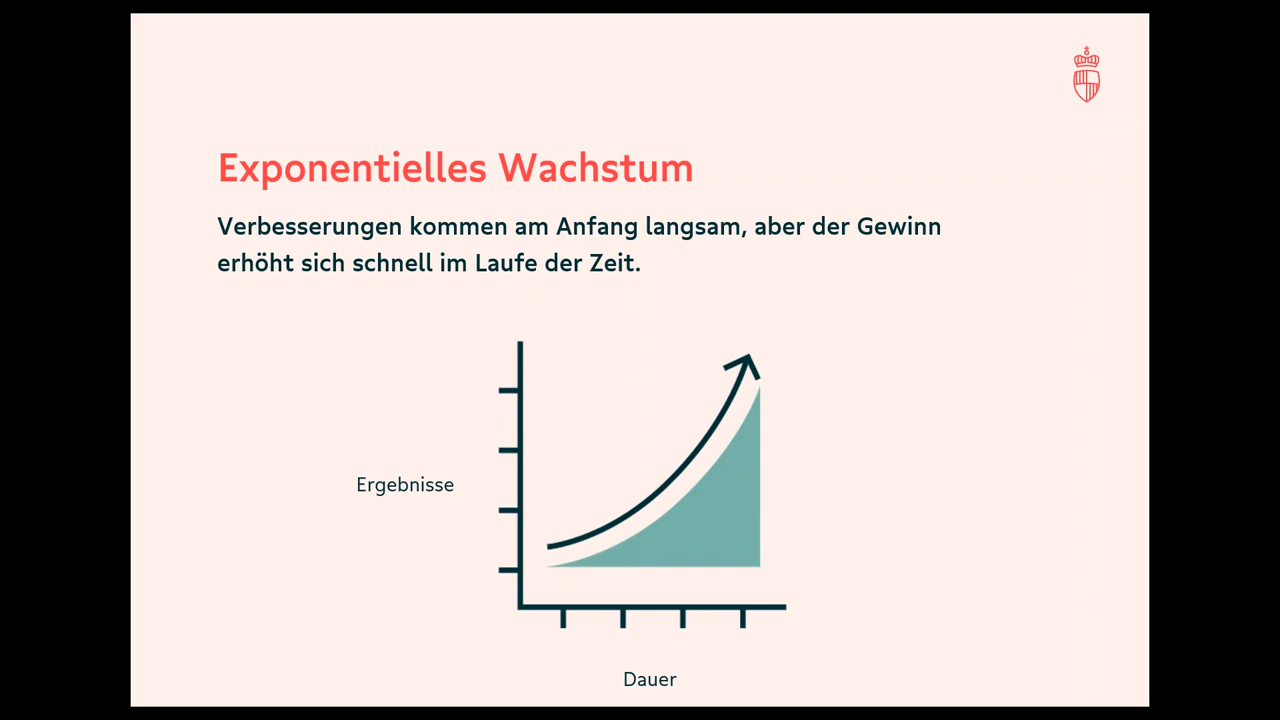 Exponentielles Wachstum
Verbesserungen kommen am Anfang langsam, aber der Gewinn
erhöht sich schnell im Laufe der Zeit.
Ergebnisse
Dauer